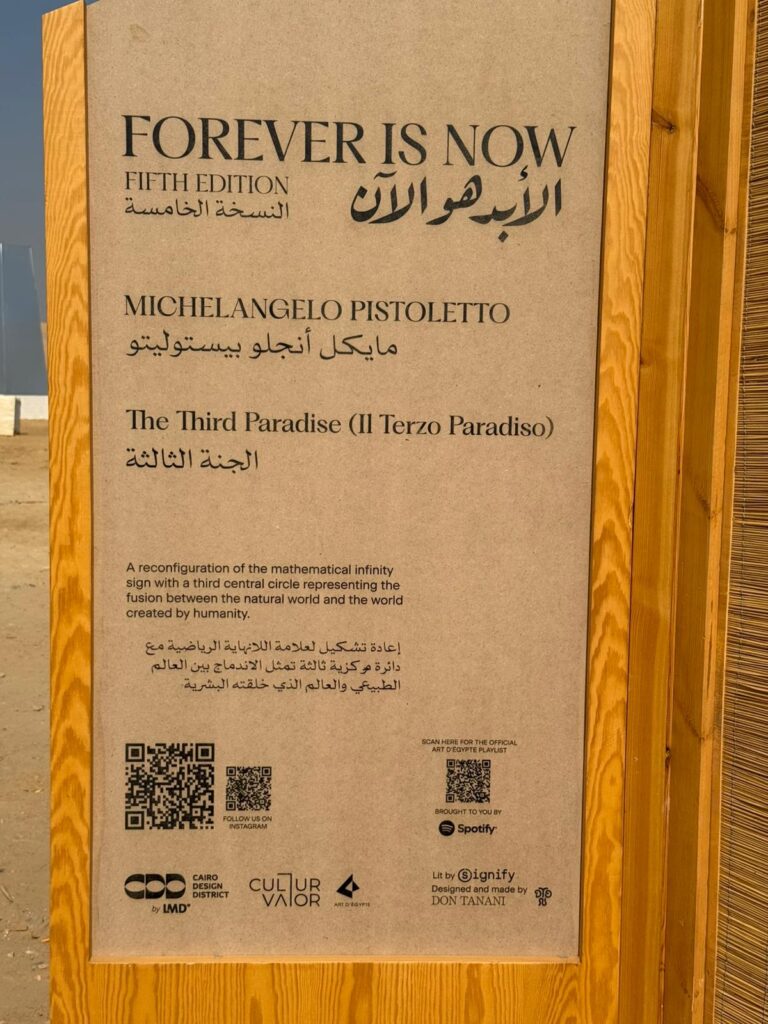 FOREVER IS NOW
FIFTH EDITION
النسخة الخامسة
الأبد هو الآن
MICHELANGELO PISTOLETTO
مايكل أنجلو بيستوليتو
The Third Paradise (Il Terzo Paradiso)
الجنة الثالثة
A reconfiguration of the mathematical infinity
sign with a third central circle representing the
fusion between the natural world and the world
created by humanity.
إعادة تشكيل لعلامة اللانهاية الرياضية مع
دائرة مركزية ثالثة تمثل الاندماج بين العالم
الطبيعي والعالم الذي خلقته البشرية
FOLLOW US ON
INSTAGRAM
SCAN HERE FOR THE OFFICIAL
ART D'ÉGYPTE PLAYLIST
BROUGHT TO YOU BY
Spotify
CDD
CAIRO
DESIGN
DISTRICT
by LMD
CULTUR
VATOR
ART D'ÉGYPTE
Lit by Signify
Designed and made by
DON TANANI